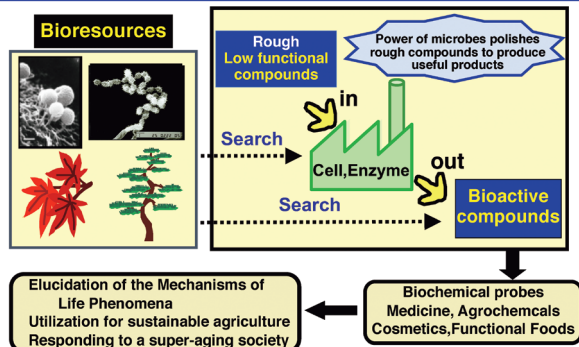 Bioresources
Rough
Low functional
compounds
Power of microbes polishes
rough compounds to produce
useful products
in
Search
Cell,Enzyme
out
Search
Bioactive
compounds
Biochemical probes
Medicine, Agrochemcals
Cosmetics,Functional Foods
Elucidation of the Mechanisms of
Life Phenomena
Utilization for sustainable agriculture
Responding to a super-aging society